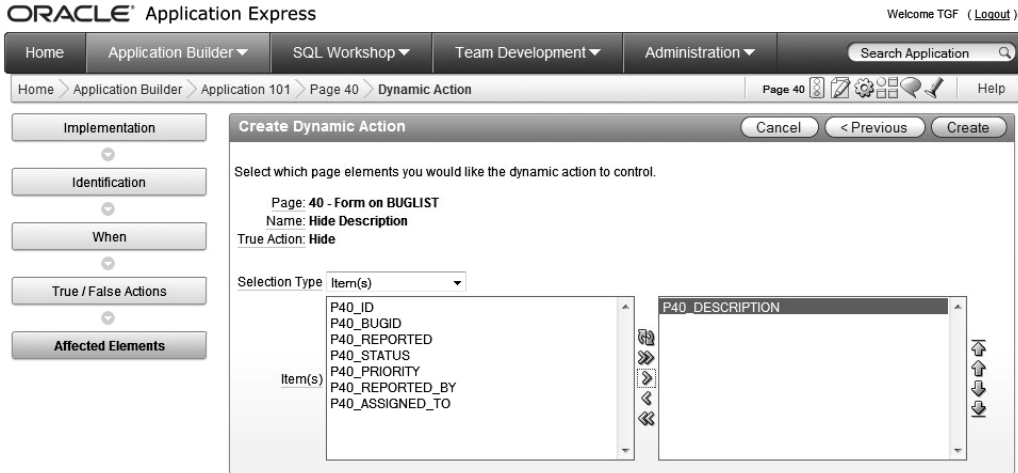 ORACLE Application Express
Welcome TGF ( Logout )
Home Application Builder SQL Workshop Team Development Administration Search Application
Home Application Builder Application 101 Page 40 Dynamic Action Page 40 Help
Implementation
Identification
When
True / False Actions
Affected Elements
Create Dynamic Action Cancel < Previous Create
Select which page elements you would like the dynamic action to control.
Page: 40 - Form on BUGLIST
Name: Hide Description
True Action: Hide
Selection Type Item(s)
Item(s)
P40_ID
P40_BUGID
P40_REPORTED
P40_STATUS
P40_PRIORITY
P40_REPORTED_BY
P40_ASSIGNED_TO
P40_DESCRIPTION